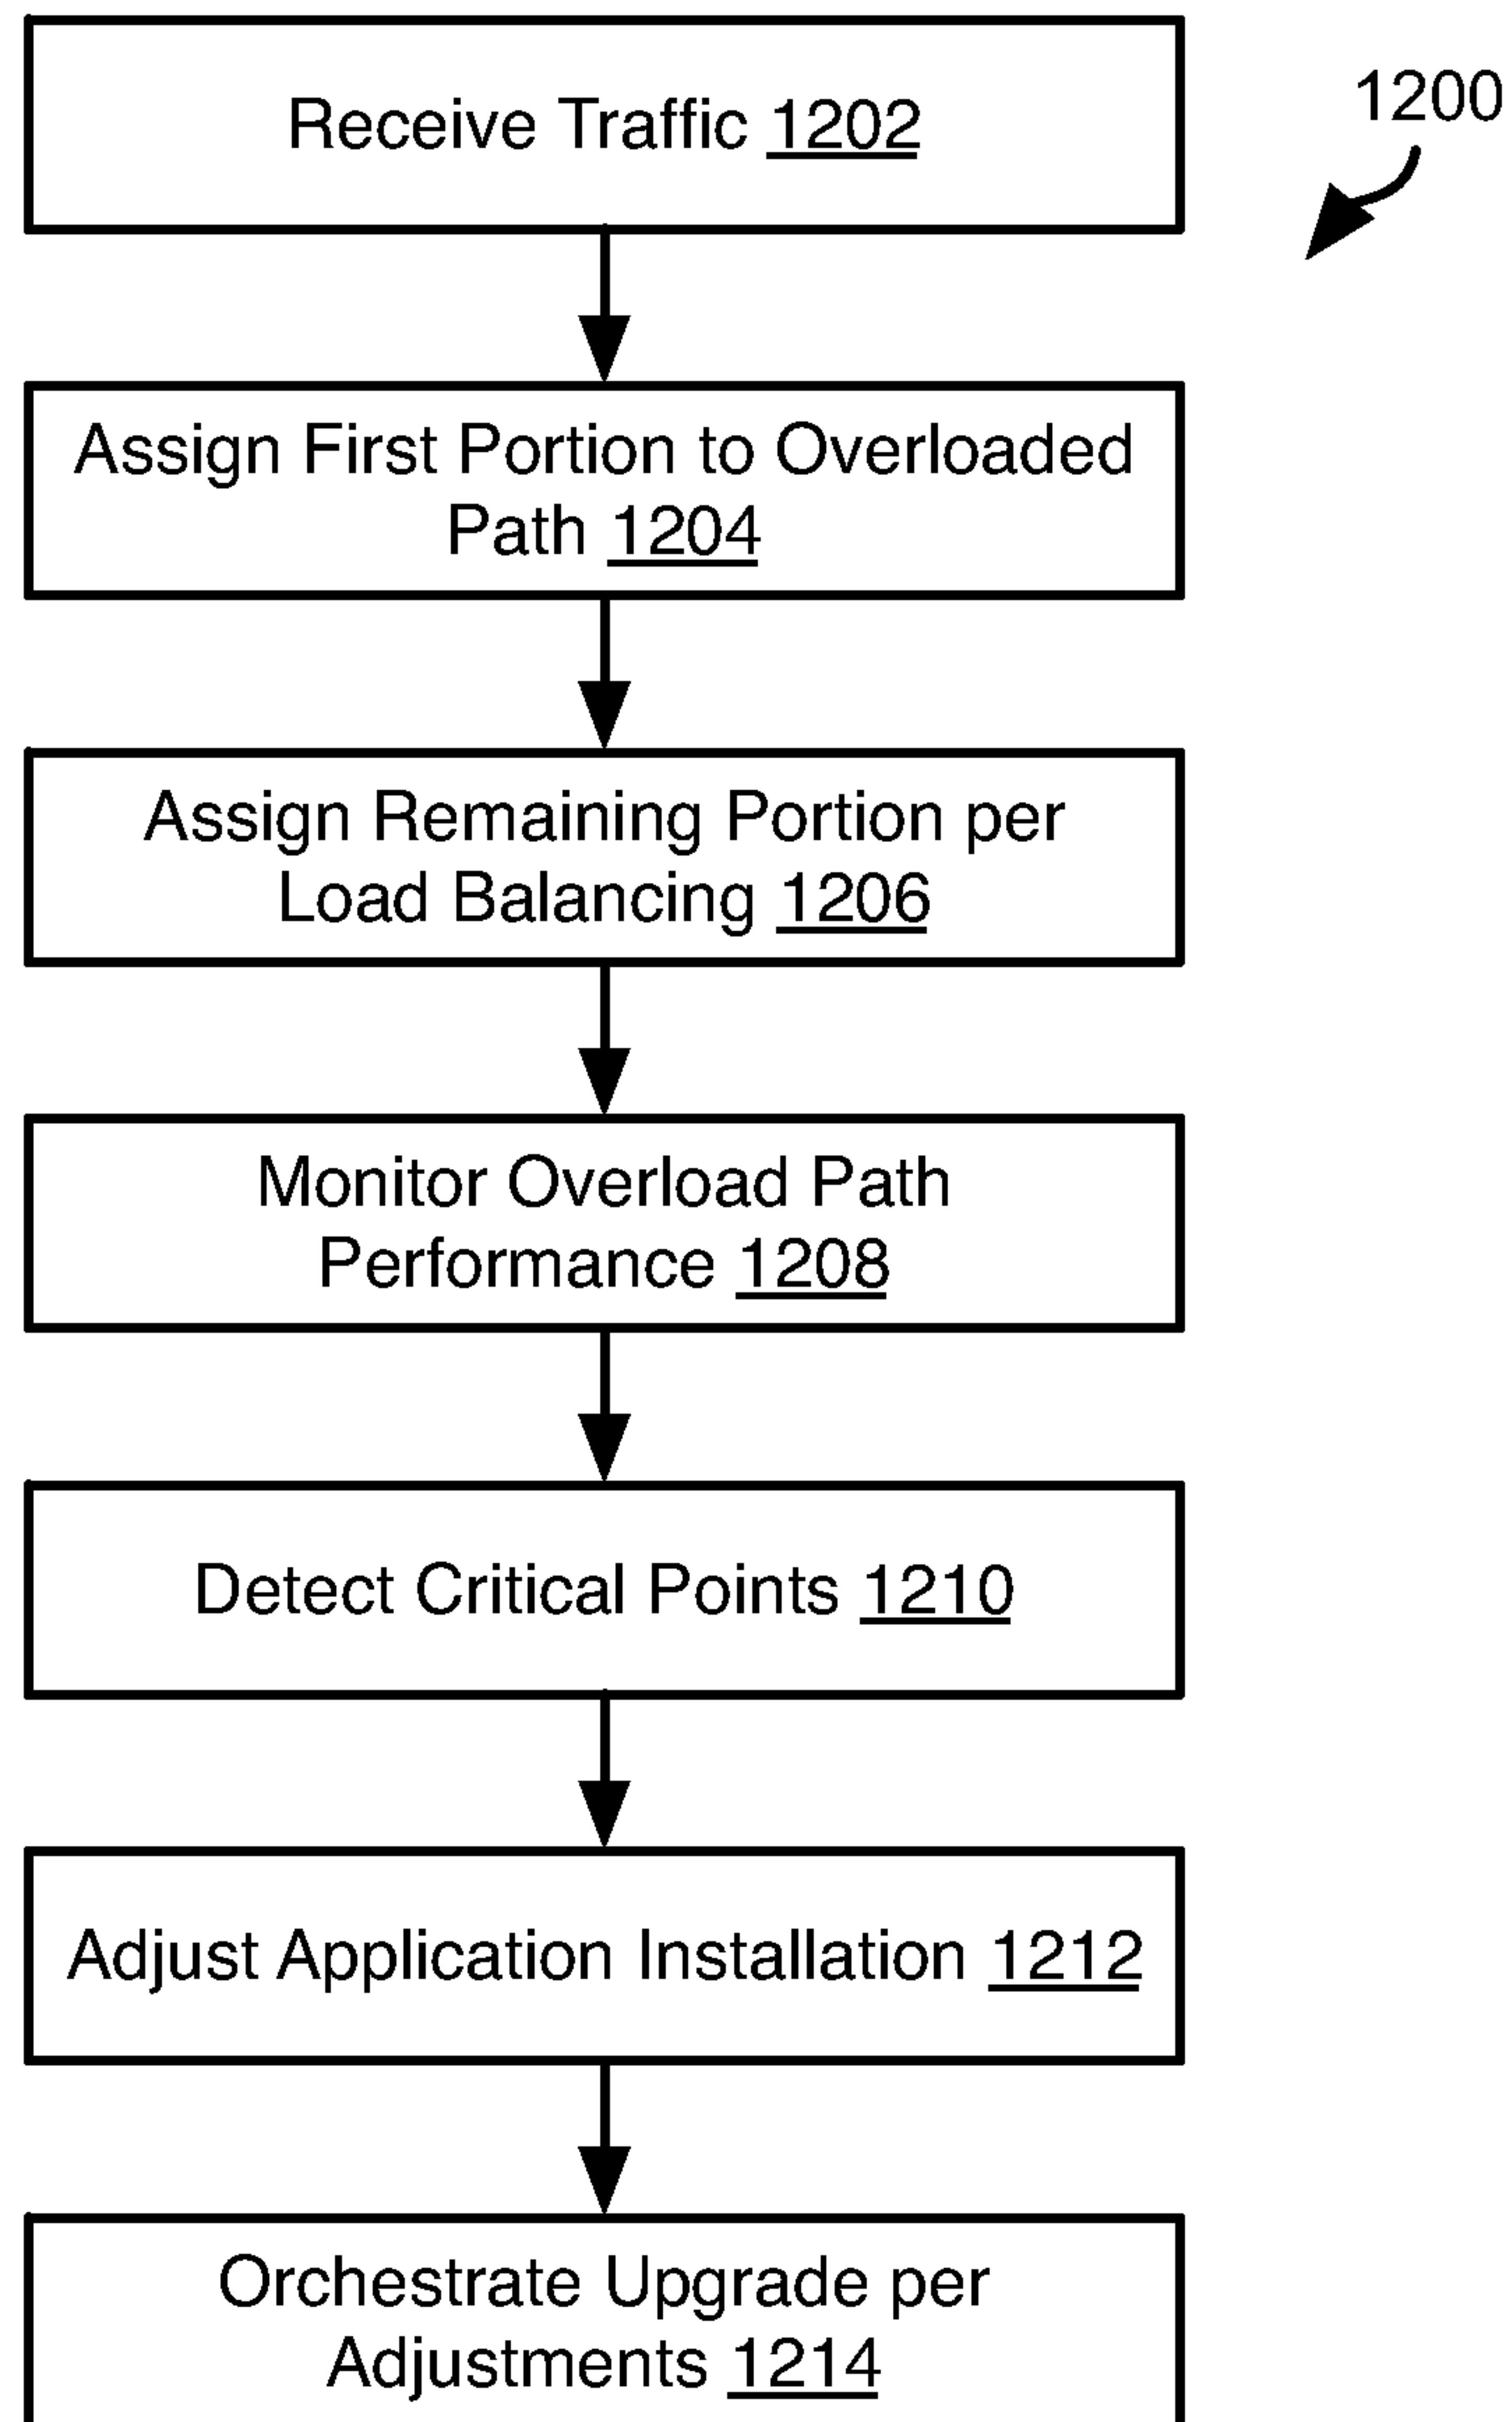 Receive Traffic 1202
1200
Assign First Portion to Overloaded
Path 1204
Assign Remaining Portion per
Load Balancing 1206
Monitor Overload Path
Performance 1208
Detect Critical Points 1210
Adjust Application Installation 1212
Orchestrate Upgrade per
Adjustments 1214